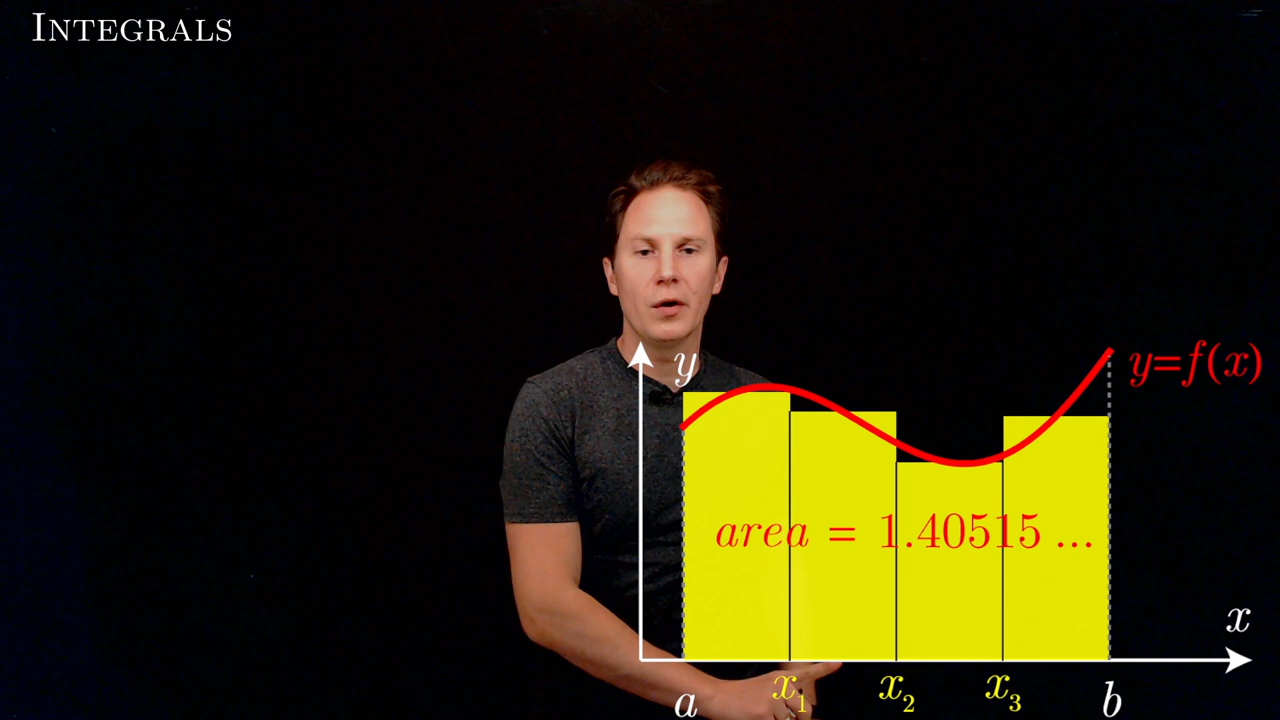 INTEGRALS
y
y=f(x)
area = 1.40515 ...
x
a x₁ x₂ x₃ b